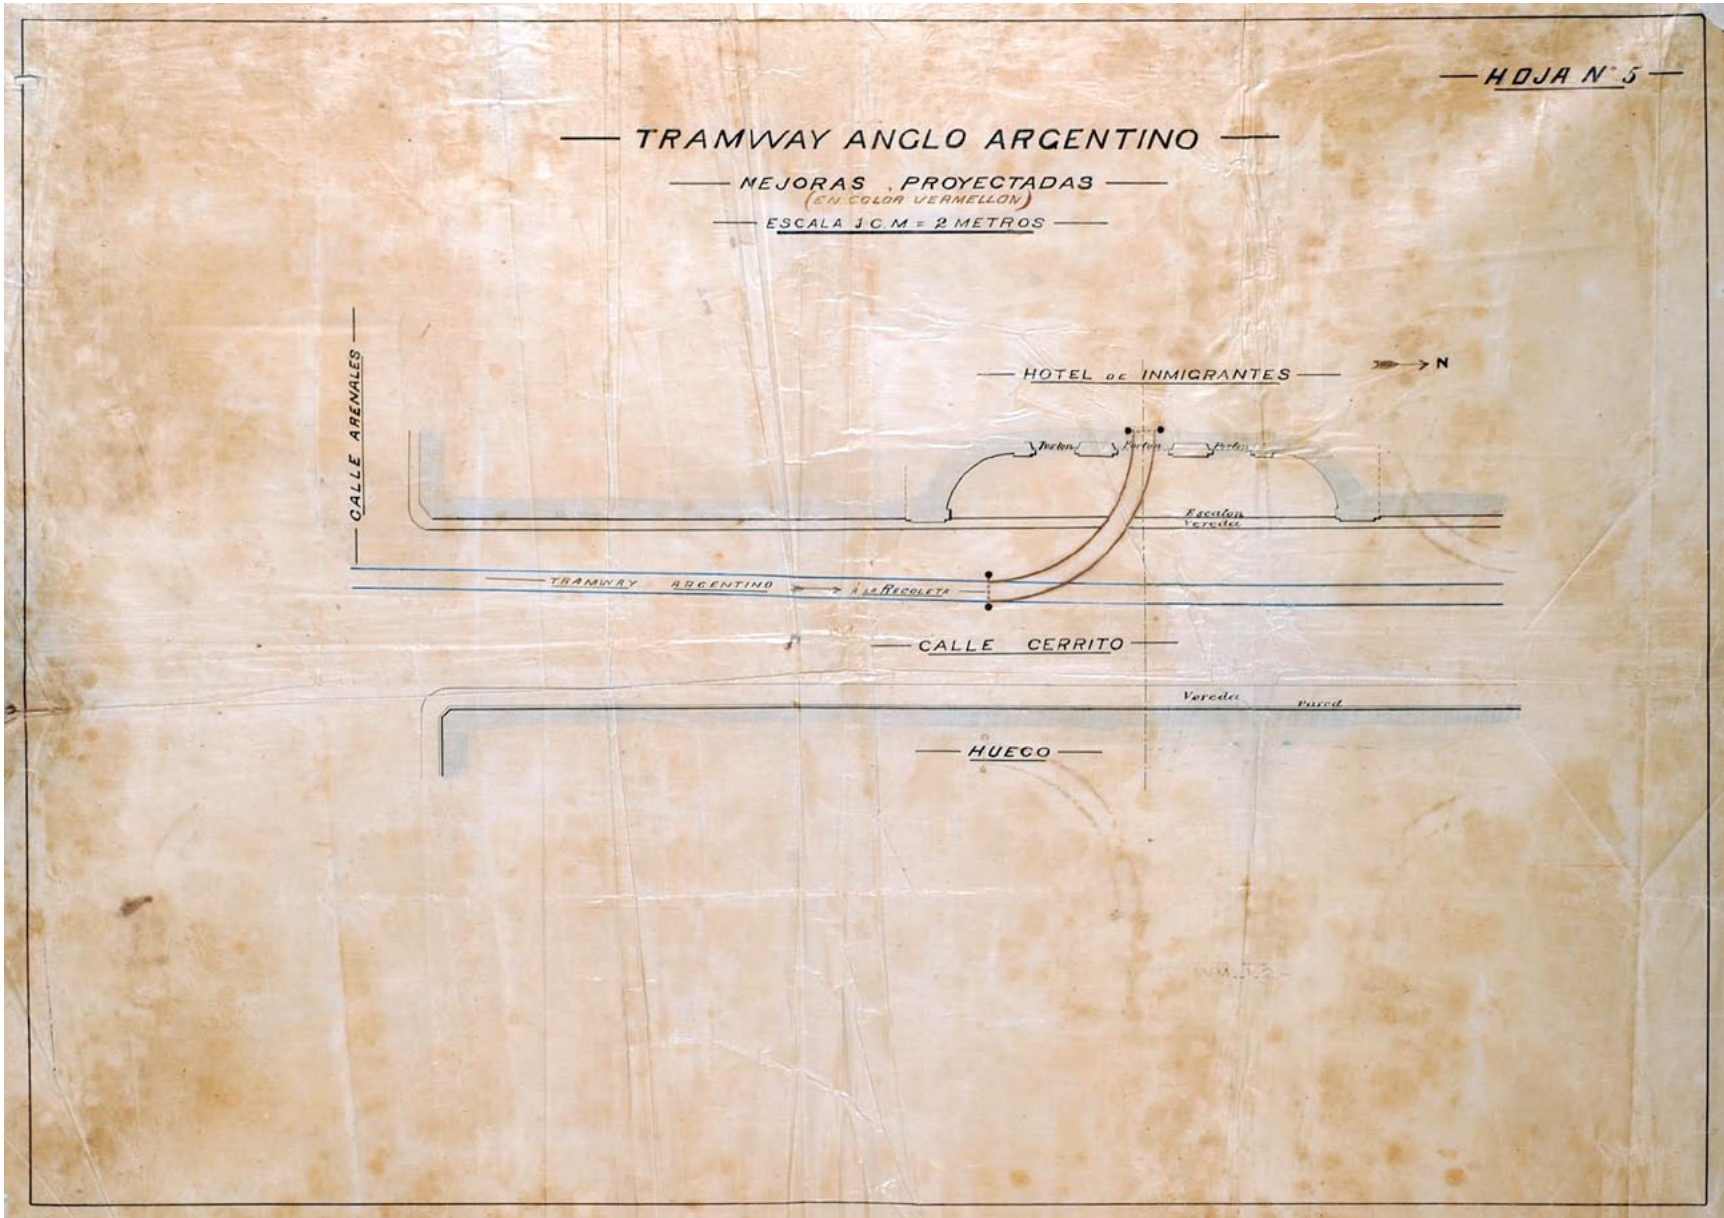 HOJA Nº 5
TRAMWAY ANGLO ARGENTINO
MEJORAS PROYECTADAS
(EN COLOR VERMELLON)
ESCALA 1 C.M = 2 METROS
CALLE ARENALES
HOTEL DE INMIGRANTES
N
Porton Porton Porton
Escalon
Vereda
TRAMWAY ARGENTINO A LA RECOLETA
CALLE CERRITO
Vereda
Pared
HUECO